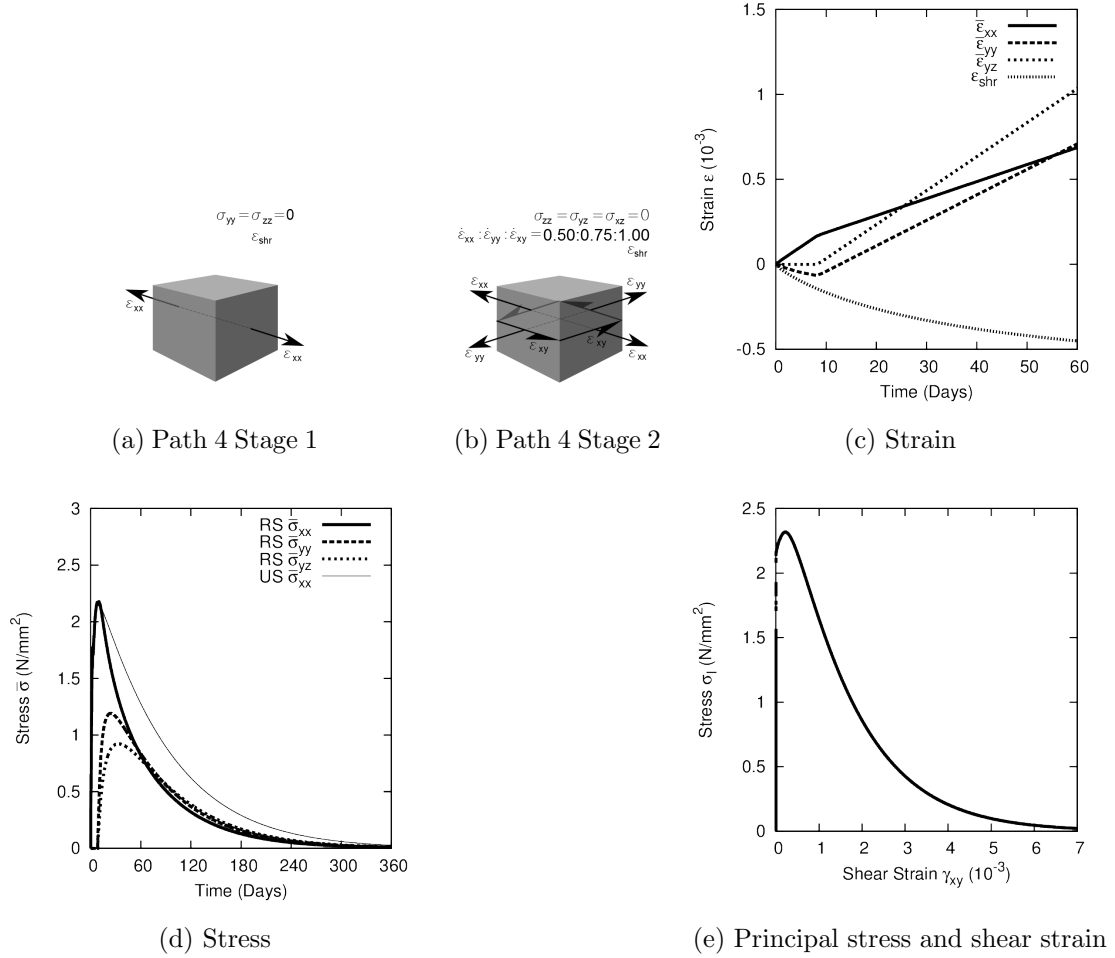 σyy = σzz = 0
εshr
εxx
εxx
(a) Path 4 Stage 1
σzz = σyz = σxz = 0
ε̇xx : ε̇yy : ε̇xy = 0.50:0.75:1.00
εshr
εxx
εyy
εyy
εxy
εxy
εxx
(b) Path 4 Stage 2
1.5
1
0.5
0
-0.5
Strain ε (10⁻³)
ε̅xx
ε̅yy
ε̅yz
εshr
0 10 20 30 40 50 60
Time (Days)
(c) Strain
3
2.5
2
1.5
1
0.5
0
Stress σ̅ (N/mm²)
RS σ̅xx
RS σ̅yy
RS σ̅yz
US σ̅xx
0 60 120 180 240 300 360
Time (Days)
(d) Stress
2.5
2
1.5
1
0.5
0
Stress σI (N/mm²)
0 1 2 3 4 5 6 7
Shear Strain γxy (10⁻³)
(e) Principal stress and shear strain